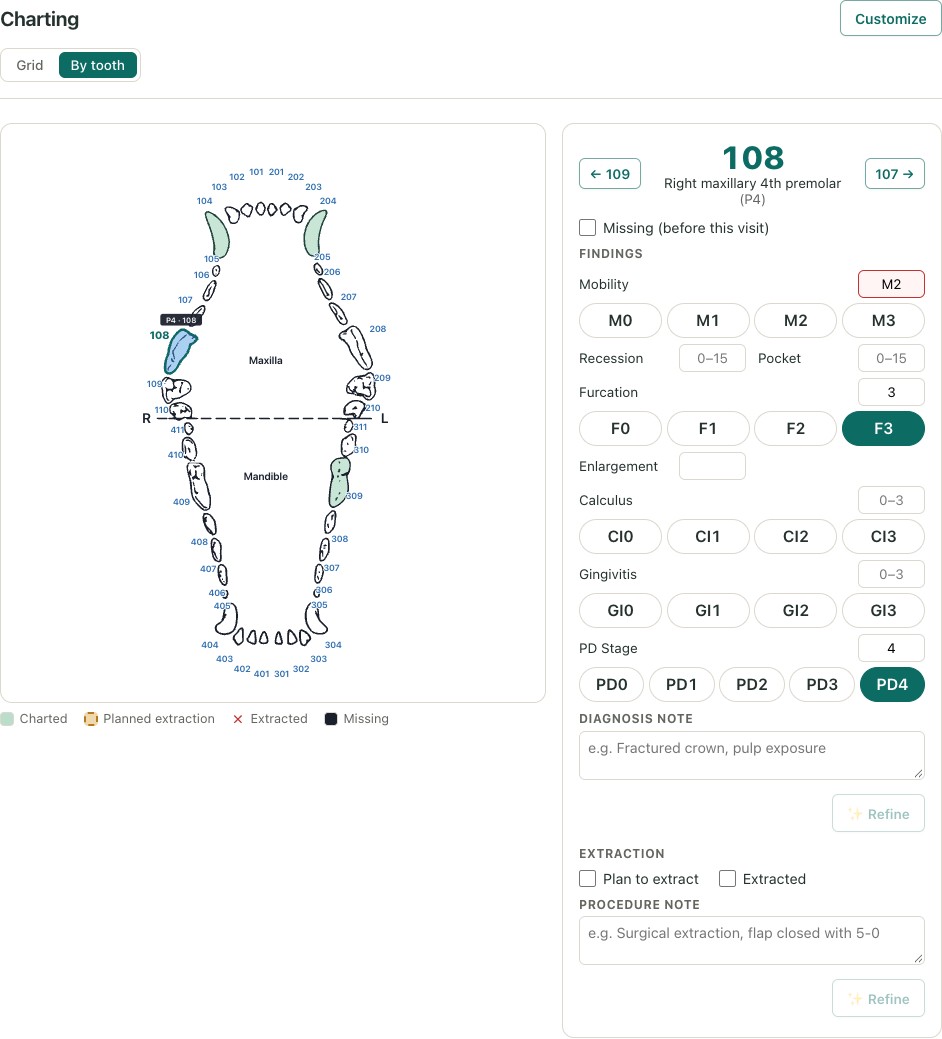 Charting
Customize
Grid By tooth
101 201
102 202
103 203
104 204
105 205
106 206
107 207
P4 · 108
108 208
Maxilla
109 209
110 210
R L
411 311
410 310
Mandible
409 309
408 308
407 307
406 306
405 305
404 304
403 303
402 302
401 301
Charted Planned extraction Extracted Missing
← 109
108
107 →
Right maxillary 4th premolar
(P4)
Missing (before this visit)
FINDINGS
Mobility M2
M0 M1 M2 M3
Recession 0–15 Pocket 0–15
Furcation 3
F0 F1 F2 F3
Enlargement
Calculus 0–3
CI0 CI1 CI2 CI3
Gingivitis 0–3
GI0 GI1 GI2 GI3
PD Stage 4
PD0 PD1 PD2 PD3 PD4
DIAGNOSIS NOTE
e.g. Fractured crown, pulp exposure
✨ Refine
EXTRACTION
Plan to extract Extracted
PROCEDURE NOTE
e.g. Surgical extraction, flap closed with 5-0
✨ Refine